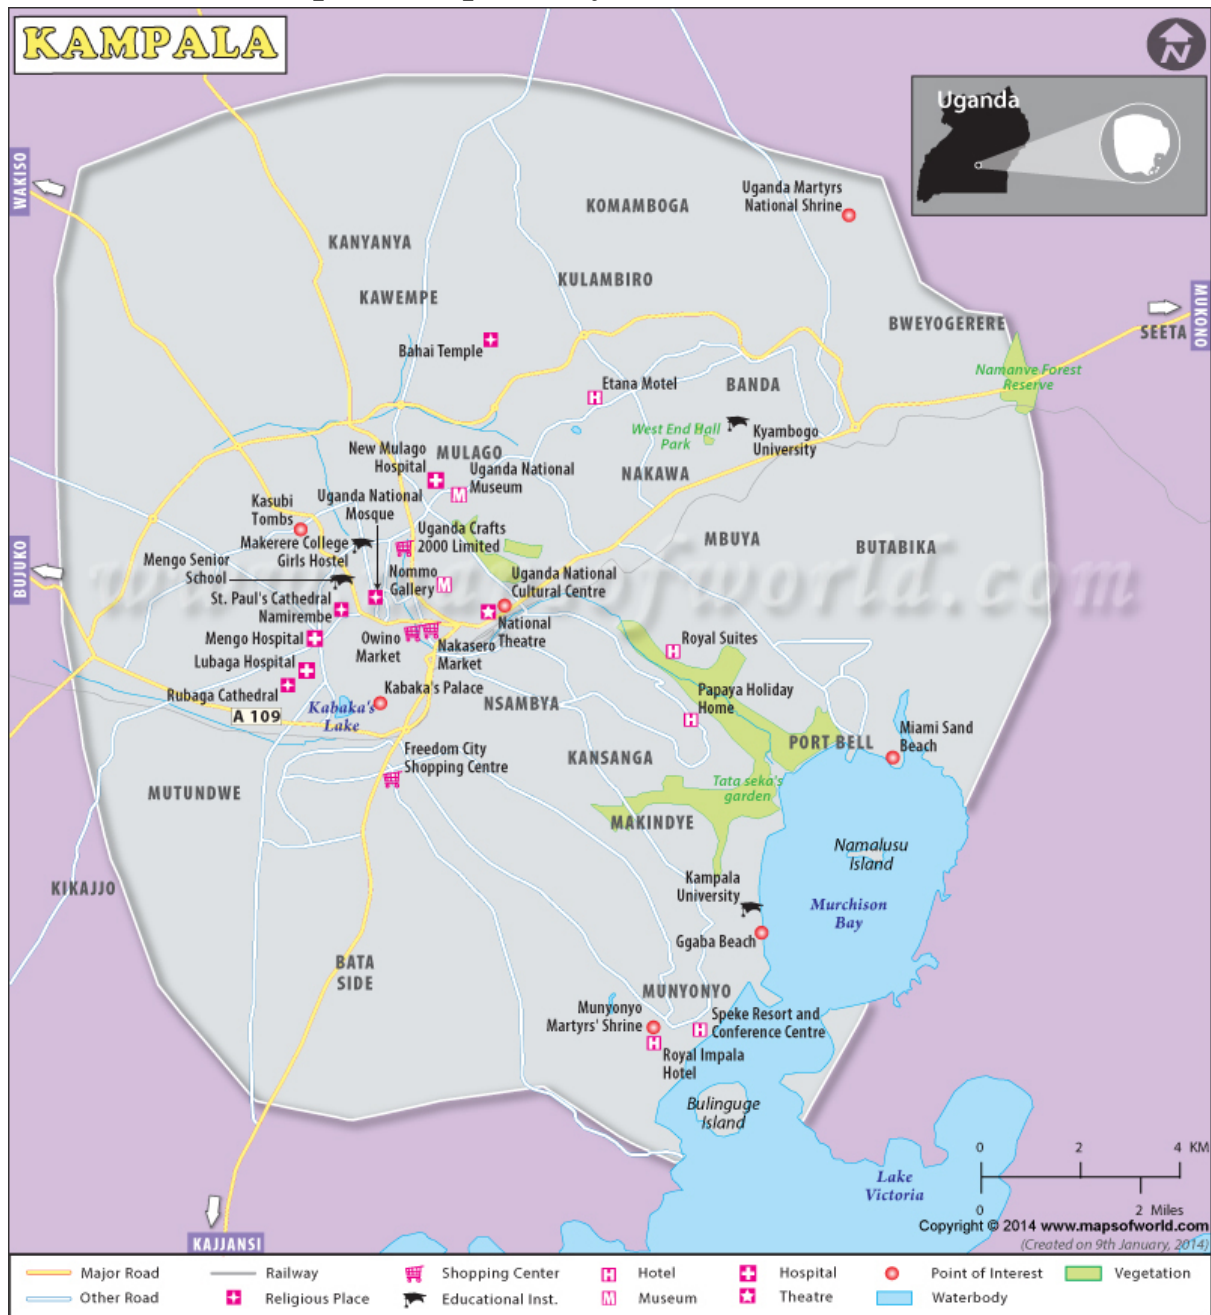 KAMPALA
N
Uganda
WAKISO
Uganda Martyrs
National Shrine
KOMAMBOGA
KANYANYA
KULAMBIRO
KAWEMPE
MUKONO
BWEYOGERERE
SEETA
Bahai Temple
Namanve Forest
Reserve
Etana Motel
BANDA
West End Hall
Park
Kyambogo
University
New Mulago
Hospital
MULAGO
Uganda National
Museum
NAKAWA
Kasubi
Tombs
Uganda National
Mosque
Uganda Crafts
2000 Limited
Makerere College
Girls Hostel
MBUYA
BUTABIKA
BUJUKO
Mengo Senior
School
Nommo
Gallery
Uganda National
Cultural Centre
www.mapsofworld.com
St. Paul's Cathedral
Namirembe
National
Theatre
Mengo Hospital
Owino
Market
Nakasero
Market
Royal Suites
Lubaga Hospital
Rubaga Cathedral
Kabaka's Palace
Papaya Holiday
Home
NSAMBYA
A 109
Kabaka's
Lake
Miami Sand
Beach
PORT BELL
Freedom City
Shopping Centre
KANSANGA
MUTUNDWE
Tata seka's
garden
MAKINDYE
Namalusu
Island
KIKAJJO
Kampala
University
Murchison
Bay
Ggaba Beach
BATA
SIDE
MUNYONYO
Munyonyo
Martyrs' Shrine
Speke Resort and
Conference Centre
Royal Impala
Hotel
Bulinguge
Island
0 2 4 KM
Lake
Victoria
0 2 Miles
Copyright © 2014 www.mapsofworld.com
(Created on 9th January, 2014)
KAJJANSI
Major Road
Railway
Shopping Center
H Hotel
Hospital
Point of Interest
Vegetation
Other Road
Religious Place
Educational Inst.
M Museum
Theatre
Waterbody